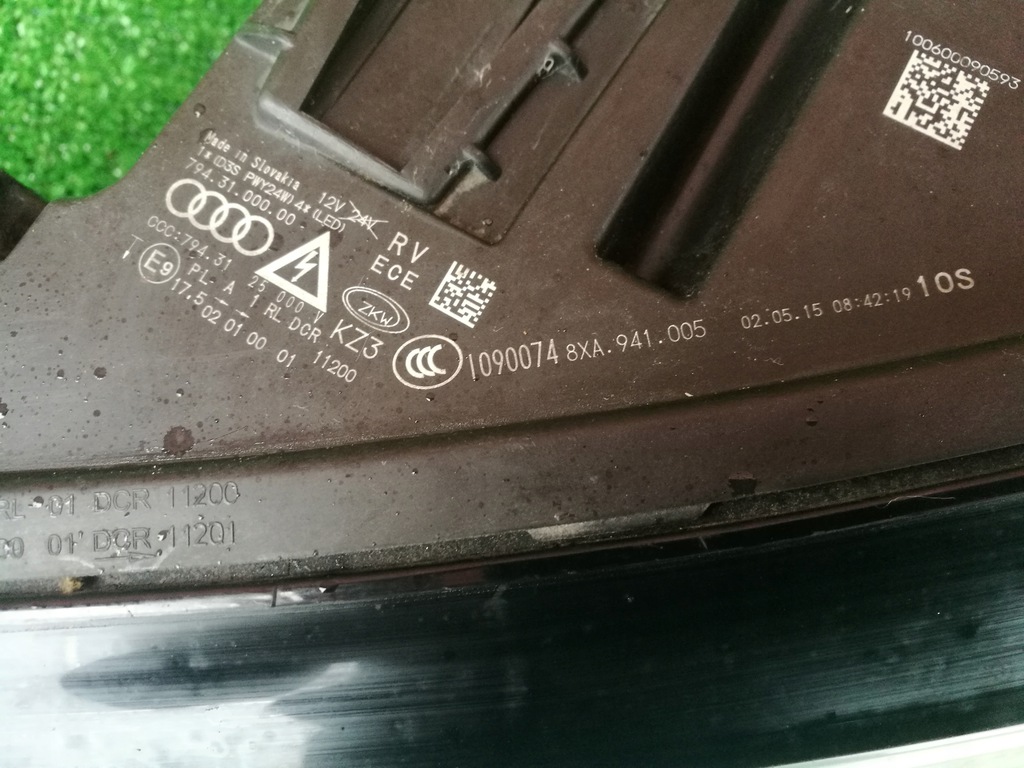 100600090593
Made in Slovakia
1x (D3S PWY24W) 4x (LED)
12V 24V
794.31.000.00
RV
ECE
CCC:794.31
25 000 V
T E9 PL A
1 RL DCR
ZKW
KZ3
17.5 02 01 00 01 11200
CCC 1090074 8XA.941.005 02.05.15 08:42:19 10S
RL 01 DCR 11200
01 DCR 11201